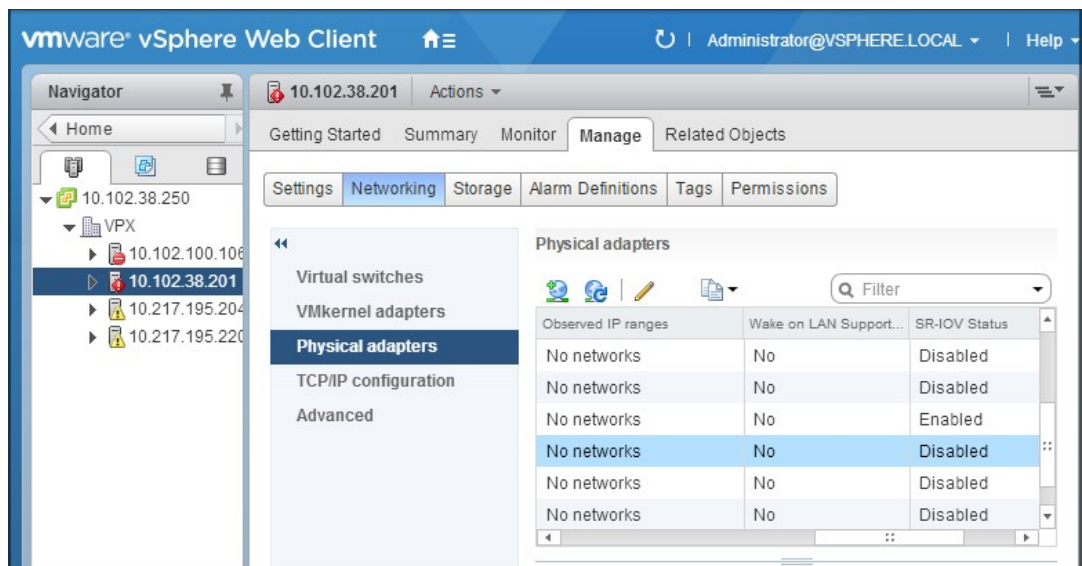 vmware® vSphere Web Client
Administrator@VSPHERE.LOCAL
Help
Navigator
Home
10.102.38.250
VPX
10.102.100.106
10.102.38.201
10.217.195.204
10.217.195.220
10.102.38.201 Actions
Getting Started Summary Monitor Manage Related Objects
Settings Networking Storage Alarm Definitions Tags Permissions
Virtual switches
VMkernel adapters
Physical adapters
TCP/IP configuration
Advanced
Physical adapters
Filter
Observed IP ranges Wake on LAN Support... SR-IOV Status
No networks No Disabled
No networks No Disabled
No networks No Enabled
No networks No Disabled
No networks No Disabled
No networks No Disabled